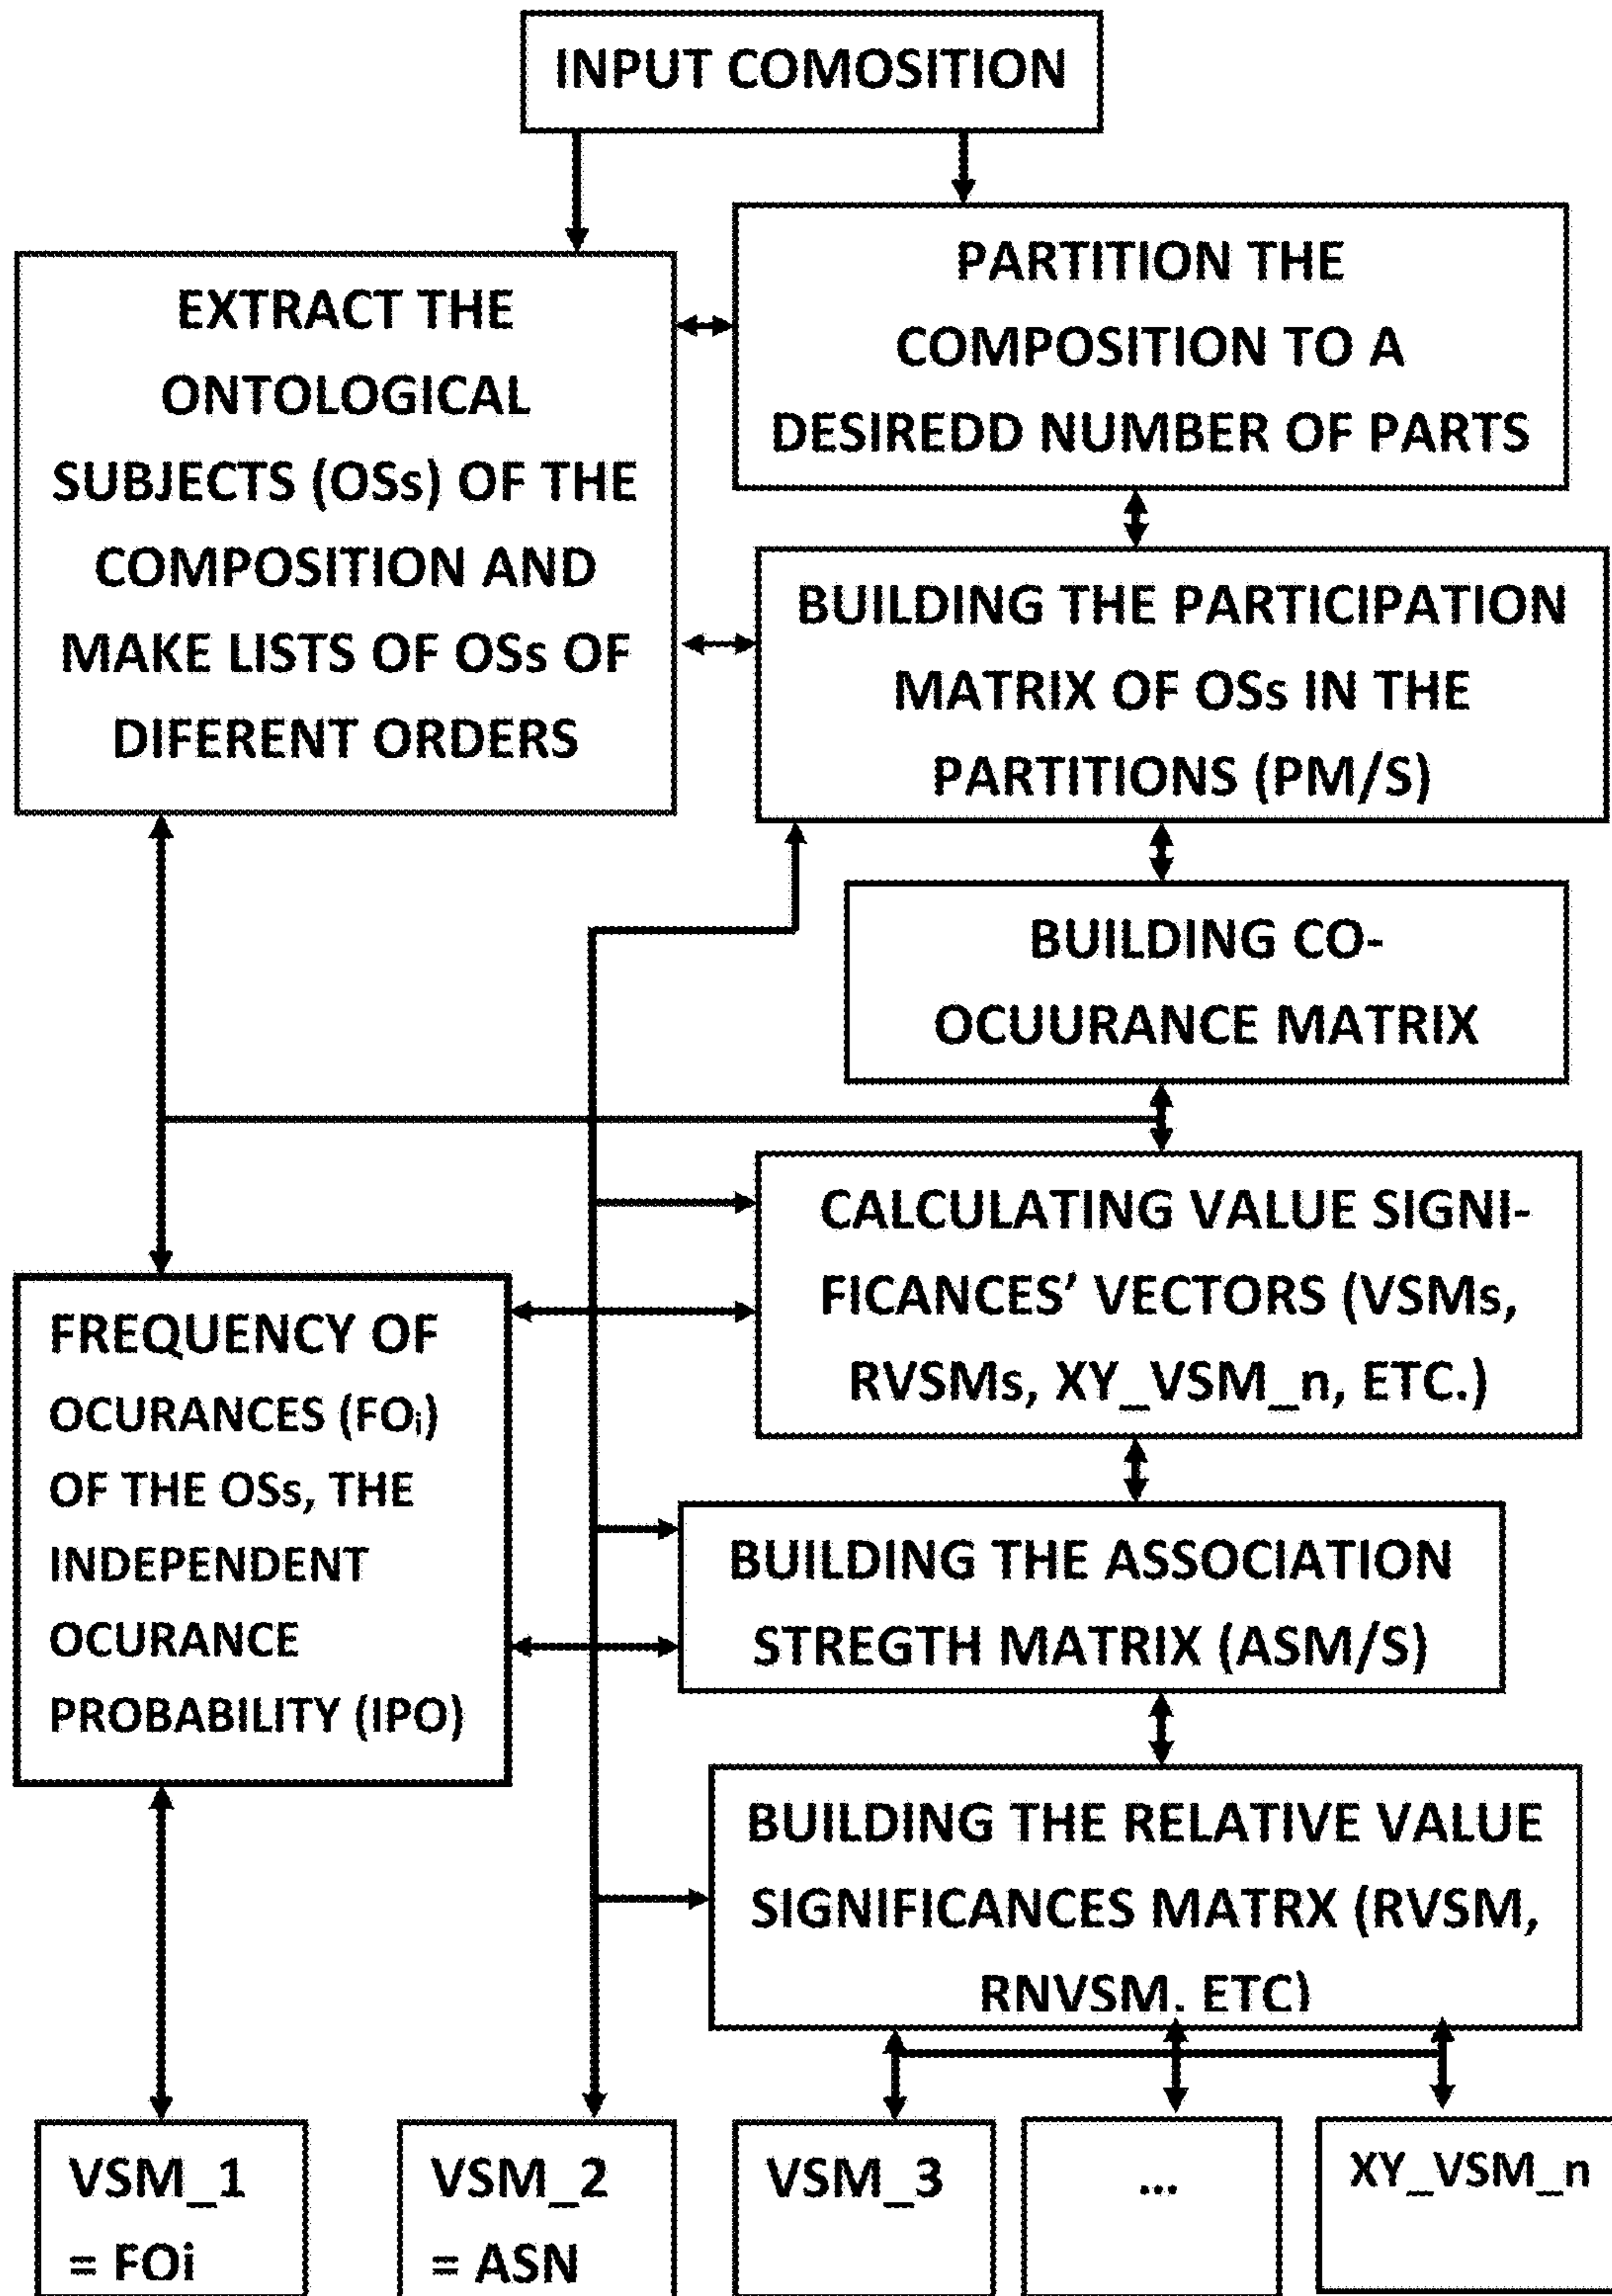 INPUT COMOSITION
EXTRACT THE
ONTOLOGICAL
SUBJECTS (OSs) OF THE
COMPOSITION AND
MAKE LISTS OF OSs OF
DIFERENT ORDERS
PARTITION THE
COMPOSITION TO A
DESIREDD NUMBER OF PARTS
BUILDING THE PARTICIPATION
MATRIX OF OSs IN THE
PARTITIONS (PM/S)
BUILDING CO-
OCUURANCE MATRIX
CALCULATING VALUE SIGNI-
FICANCES’ VECTORS (VSMs,
RVSMs, XY_VSM_n, ETC.)
FREQUENCY OF
OCURANCES (FOᵢ)
OF THE OSs, THE
INDEPENDENT
OCURANCE
PROBABILITY (IPO)
BUILDING THE ASSOCIATION
STREGTH MATRIX (ASM/S)
BUILDING THE RELATIVE VALUE
SIGNIFICANCES MATRX (RVSM,
RNVSM, ETC)
VSM_1
= FOi
VSM_2
= ASN
VSM_3
...
XY_VSM_n